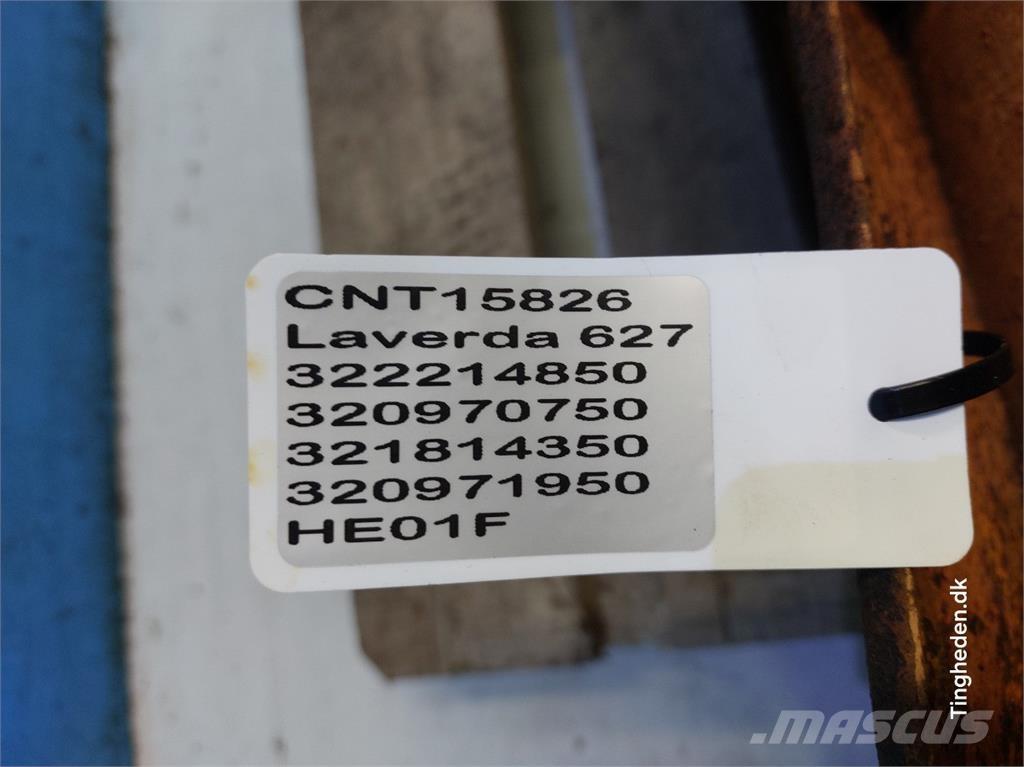 CNT15826
Laverda 627
322214850
320970750
321814350
320971950
HE01F
Tingheden.dk
MASCUS